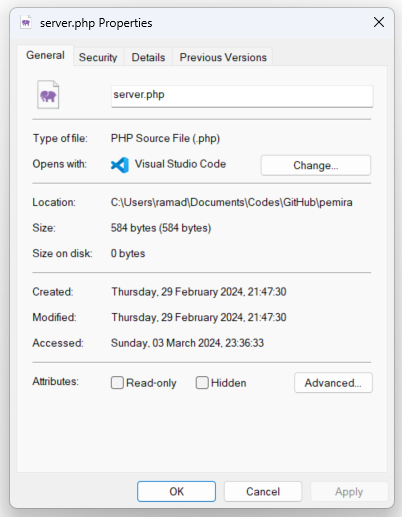 server.php Properties
General Security Details Previous Versions
server.php
Type of file: PHP Source File (.php)
Opens with: Visual Studio Code Change...
Location: C:\Users\ramad\Documents\Codes\GitHub\pemira
Size: 584 bytes (584 bytes)
Size on disk: 0 bytes
Created: Thursday, 29 February 2024, 21:47:30
Modified: Thursday, 29 February 2024, 21:47:30
Accessed: Sunday, 03 March 2024, 23:36:33
Attributes: Read-only Hidden Advanced...
OK Cancel Apply